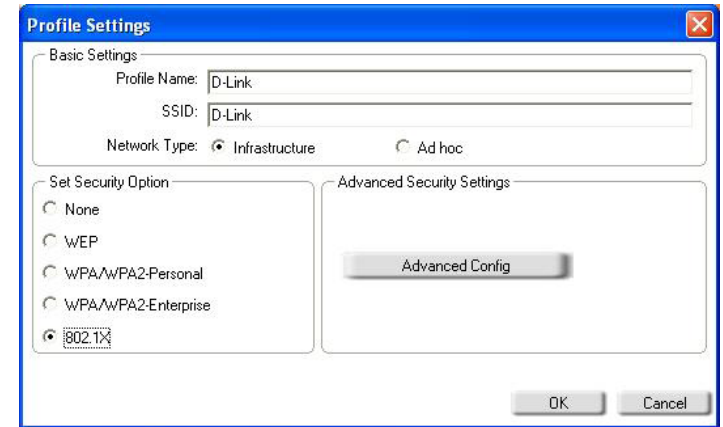 Profile Settings
Basic Settings
Profile Name: D-Link
SSID: D-Link
Network Type: Infrastructure Ad hoc
Set Security Option
None
WEP
WPA/WPA2-Personal
WPA/WPA2-Enterprise
802.1X
Advanced Security Settings
Advanced Config
OK Cancel